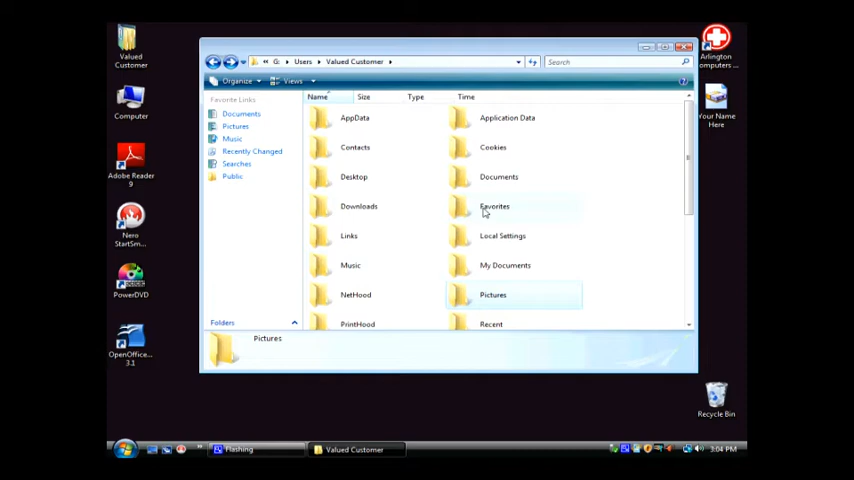 Valued
Customer
Computer
Adobe Reader
9
Nero
StartSm...
PowerDVD
OpenOffice...
3.1
G:
Users
Valued Customer
Search
Organize
Views
Favorite Links
Documents
Pictures
Music
Recently Changed
Searches
Public
Folders
Name
Size
Type
Time
AppData
Application Data
Contacts
Cookies
Desktop
Documents
Downloads
Favorites
Links
Local Settings
Music
My Documents
NetHood
Pictures
PrintHood
Recent
Pictures
Arlington
Computers ...
Your Name
Here
Recycle Bin
Flashing
Valued Customer
3:04 PM